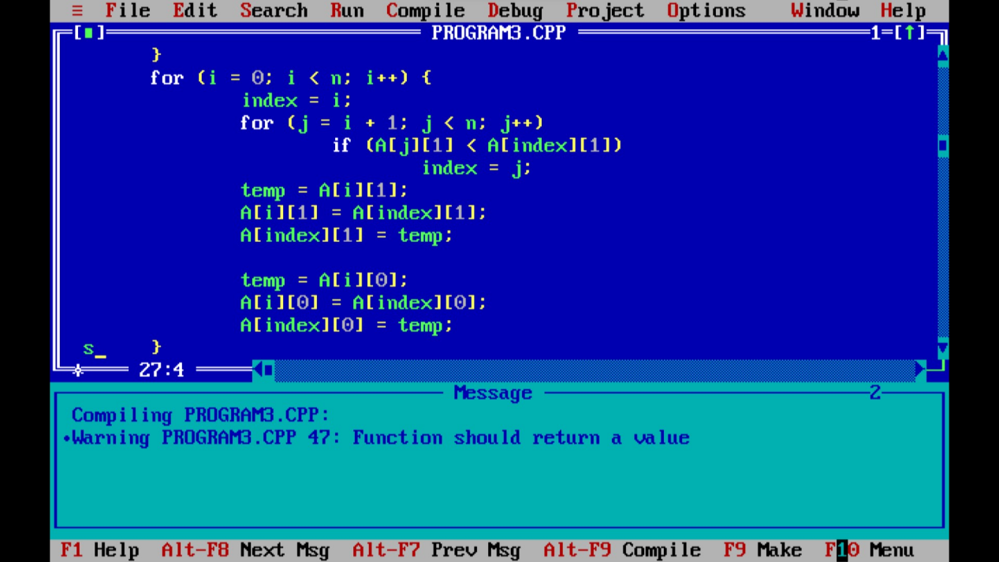 ≡ File Edit Search Run Compile Debug Project Options Window Help
[■] PROGRAM3.CPP 1=[↑]
}
for (i = 0; i < n; i++) {
index = i;
for (j = i + 1; j < n; j++)
if (A[j][1] < A[index][1])
index = j;
temp = A[i][1];
A[i][1] = A[index][1];
A[index][1] = temp;
temp = A[i][0];
A[i][0] = A[index][0];
A[index][0] = temp;
s_ }
27:4
Message 2
Compiling PROGRAM3.CPP:
•Warning PROGRAM3.CPP 47: Function should return a value
F1 Help Alt-F8 Next Msg Alt-F7 Prev Msg Alt-F9 Compile F9 Make F10 Menu